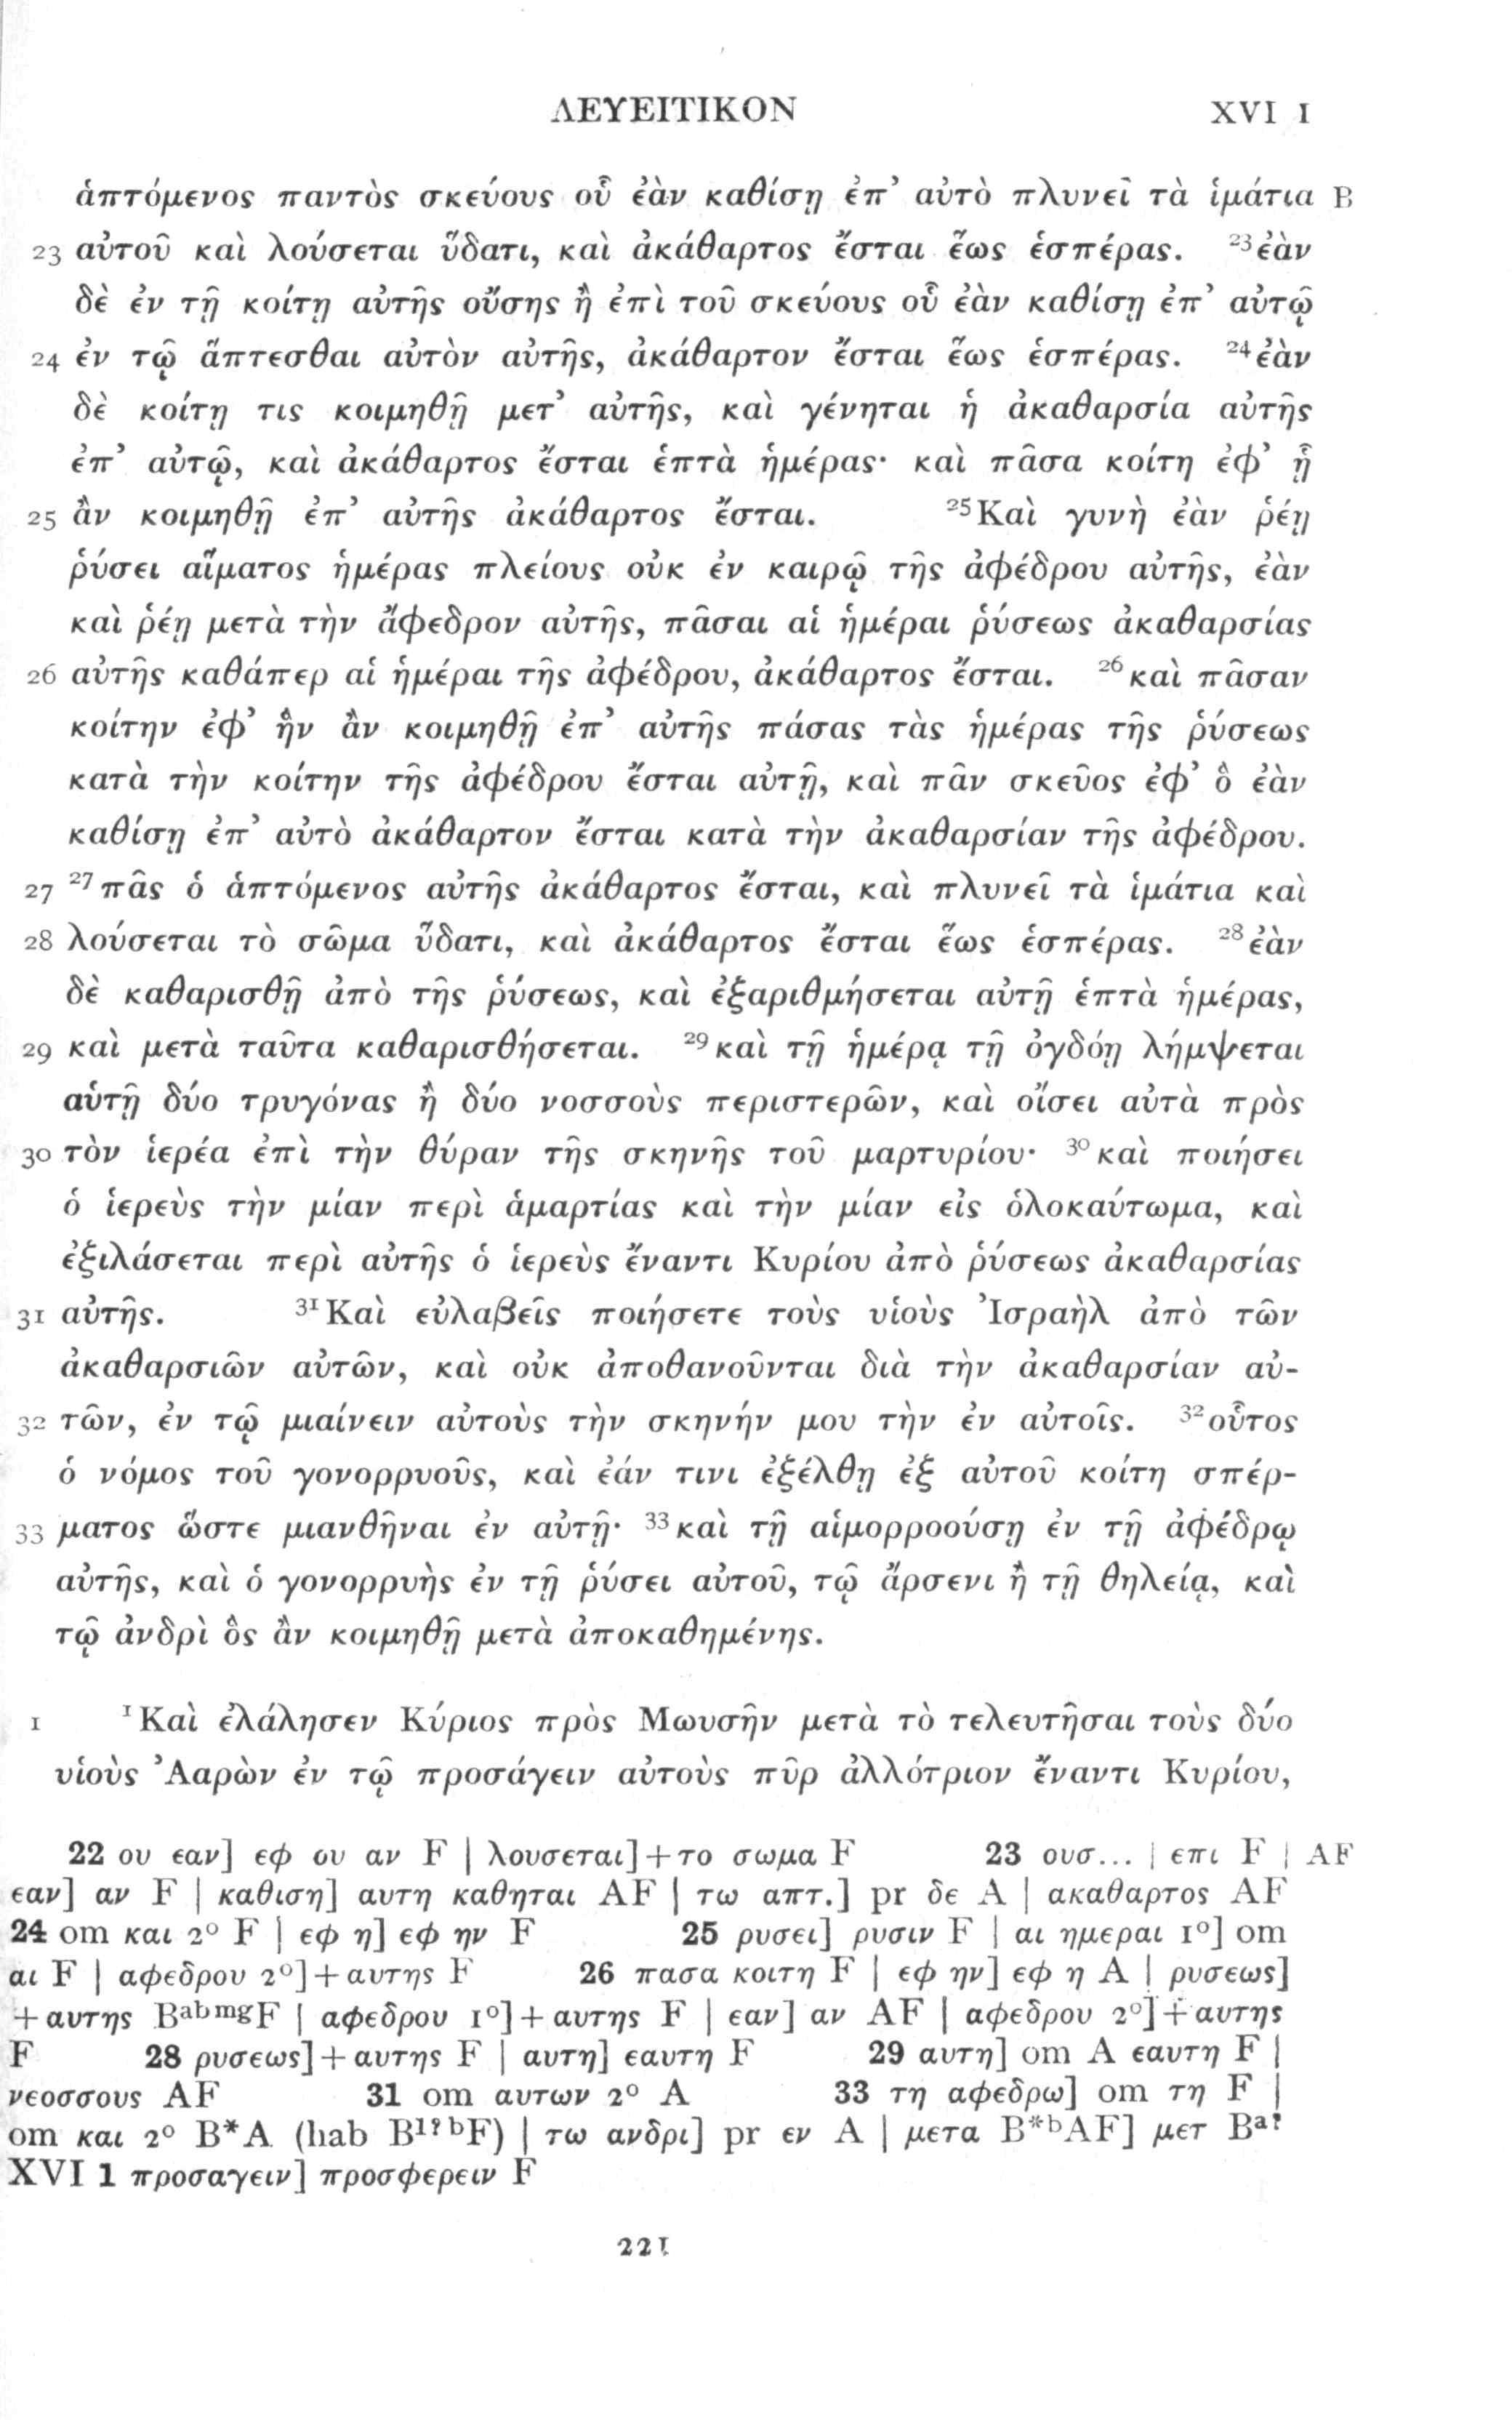 ΛΕΥΕΙΤΙΚΟΝ XVI 1
ἁπτόμενος παντὸς σκεύους οὗ ἐὰν καθίσῃ ἐπ’ αὐτὸ πλυνεῖ τὰ ἱμάτια B
23 αὐτοῦ καὶ λούσεται ὕδατι, καὶ ἀκάθαρτος ἔσται ἕως ἑσπέρας. ²³ἐὰν
δὲ ἐν τῇ κοίτῃ αὐτῆς οὔσης ἢ ἐπὶ τοῦ σκεύους οὗ ἐὰν καθίσῃ ἐπ’ αὐτῷ
24 ἐν τῷ ἅπτεσθαι αὐτὸν αὐτῆς, ἀκάθαρτον ἔσται ἕως ἑσπέρας. ²⁴ἐὰν
δὲ κοίτῃ τις κοιμηθῇ μετ’ αὐτῆς, καὶ γένηται ἡ ἀκαθαρσία αὐτῆς
ἐπ’ αὐτῷ, καὶ ἀκάθαρτος ἔσται ἑπτὰ ἡμέρας· καὶ πᾶσα κοίτη ἐφ’ ᾗ
25 ἂν κοιμηθῇ ἐπ’ αὐτῆς ἀκάθαρτος ἔσται. ²⁵Καὶ γυνὴ ἐὰν ῥέῃ
ῥύσει αἵματος ἡμέρας πλείους οὐκ ἐν καιρῷ τῆς ἀφέδρου αὐτῆς, ἐὰν
καὶ ῥέῃ μετὰ τὴν ἄφεδρον αὐτῆς, πᾶσαι αἱ ἡμέραι ῥύσεως ἀκαθαρσίας
26 αὐτῆς καθάπερ αἱ ἡμέραι τῆς ἀφέδρου, ἀκάθαρτος ἔσται. ²⁶καὶ πᾶσαν
κοίτην ἐφ’ ἣν ἂν κοιμηθῇ ἐπ’ αὐτῆς πάσας τὰς ἡμέρας τῆς ῥύσεως
κατὰ τὴν κοίτην τῆς ἀφέδρου ἔσται αὐτῇ, καὶ πᾶν σκεῦος ἐφ’ ὃ ἐὰν
καθίσῃ ἐπ’ αὐτὸ ἀκάθαρτον ἔσται κατὰ τὴν ἀκαθαρσίαν τῆς ἀφέδρου.
27 ²⁷πᾶς ὁ ἁπτόμενος αὐτῆς ἀκάθαρτος ἔσται, καὶ πλυνεῖ τὰ ἱμάτια καὶ
28 λούσεται τὸ σῶμα ὕδατι, καὶ ἀκάθαρτος ἔσται ἕως ἑσπέρας. ²⁸ἐὰν
δὲ καθαρισθῇ ἀπὸ τῆς ῥύσεως, καὶ ἐξαριθμήσεται αὐτῇ ἑπτὰ ἡμέρας,
29 καὶ μετὰ ταῦτα καθαρισθήσεται. ²⁹καὶ τῇ ἡμέρᾳ τῇ ὀγδόῃ λήμψεται
αὑτῇ δύο τρυγόνας ἢ δύο νοσσοὺς περιστερῶν, καὶ οἴσει αὐτὰ πρὸς
30 τὸν ἱερέα ἐπὶ τὴν θύραν τῆς σκηνῆς τοῦ μαρτυρίου· ³⁰καὶ ποιήσει
ὁ ἱερεὺς τὴν μίαν περὶ ἁμαρτίας καὶ τὴν μίαν εἰς ὁλοκαύτωμα, καὶ
ἐξιλάσεται περὶ αὐτῆς ὁ ἱερεὺς ἔναντι Κυρίου ἀπὸ ῥύσεως ἀκαθαρσίας
31 αὐτῆς. ³¹Καὶ εὐλαβεῖς ποιήσετε τοὺς υἱοὺς Ἰσραὴλ ἀπὸ τῶν
ἀκαθαρσιῶν αὐτῶν, καὶ οὐκ ἀποθανοῦνται διὰ τὴν ἀκαθαρσίαν αὐ-
32 τῶν, ἐν τῷ μιαίνειν αὐτοὺς τὴν σκηνήν μου τὴν ἐν αὐτοῖς. ³²οὗτος
ὁ νόμος τοῦ γονορρυοῦς, καὶ ἐάν τινι ἐξέλθῃ ἐξ αὐτοῦ κοίτη σπέρ-
33 ματος ὥστε μιανθῆναι ἐν αὐτῇ· ³³καὶ τῇ αἱμορροούσῃ ἐν τῇ ἀφέδρῳ
αὐτῆς, καὶ ὁ γονορρυὴς ἐν τῇ ῥύσει αὐτοῦ, τῷ ἄρσενι ἢ τῇ θηλείᾳ, καὶ
τῷ ἀνδρὶ ὃς ἂν κοιμηθῇ μετὰ ἀποκαθημένης.
1 ¹Καὶ ἐλάλησεν Κύριος πρὸς Μωυσῆν μετὰ τὸ τελευτῆσαι τοὺς δύο
υἱοὺς Ἀαρὼν ἐν τῷ προσάγειν αὐτοὺς πῦρ ἀλλότριον ἔναντι Κυρίου,
22 ου εαν] εφ ου αν F | λουσεται]+το σωμα F 23 ουσ... | επι F | AF
εαν] αν F | καθιση] αυτη καθηται AF | τω απτ.] pr δε A | ακαθαρτος AF
24 om και 2° F | εφ η] εφ ην F 25 ρυσει] ρυσιν F | αι ημεραι 1°] om
αι F | αφεδρου 2°]+αυτης F 26 πασα κοιτη F | εφ ην] εφ η A | ρυσεως]
+αυτης BᵃᵇᵐᵍF | αφεδρου 1°]+αυτης F | εαν] αν AF | αφεδρου 2°]+αυτης
F 28 ρυσεως]+αυτης F | αυτη] εαυτη F 29 αυτη] om A εαυτη F |
νεοσσους AF 31 om αυτων 2° A 33 τη αφεδρω] om τη F |
om και 2° B*A (hab B¹?ᵇF) | τω ανδρι] pr εν A | μετα B*ᵇAF] μετ Bᵃ?
XVI 1 προσαγειν] προσφερειν F
221